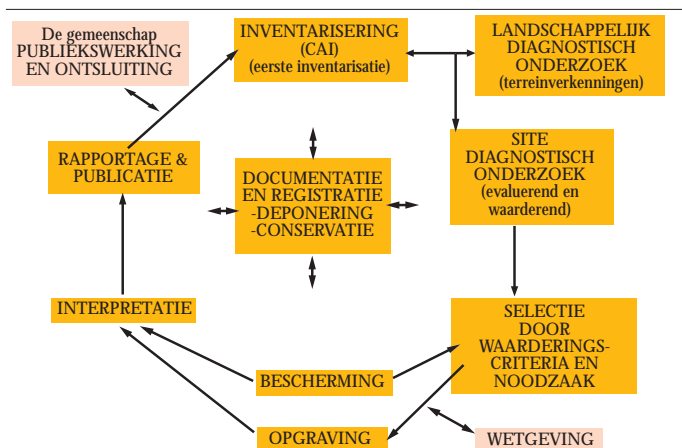 De gemeenschap
PUBLIEKSWERKING
EN ONTSLUITING
INVENTARISERING
(CAI)
(eerste inventarisatie)
LANDSCHAPPELIJK
DIAGNOSTISCH
ONDERZOEK
(terreinverkenningen)
RAPPORTAGE &
PUBLICATIE
DOCUMENTATIE
EN REGISTRATIE
-DEPONERING
-CONSERVATIE
SITE
DIAGNOSTISCH
ONDERZOEK
(evaluerend en
waarderend)
INTERPRETATIE
SELECTIE
DOOR
WAARDERINGS-
CRITERIA EN
NOODZAAK
BESCHERMING
OPGRAVING
WETGEVING